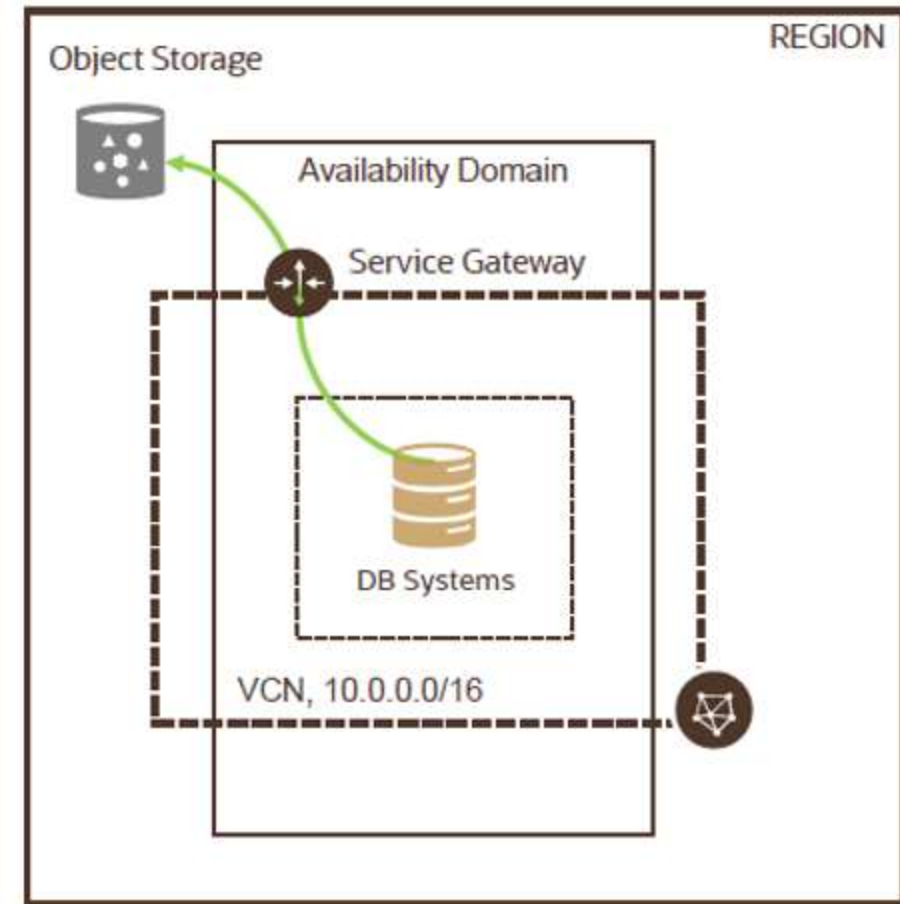 REGION
Object Storage
Availability Domain
Service Gateway
DB Systems
VCN, 10.0.0.0/16